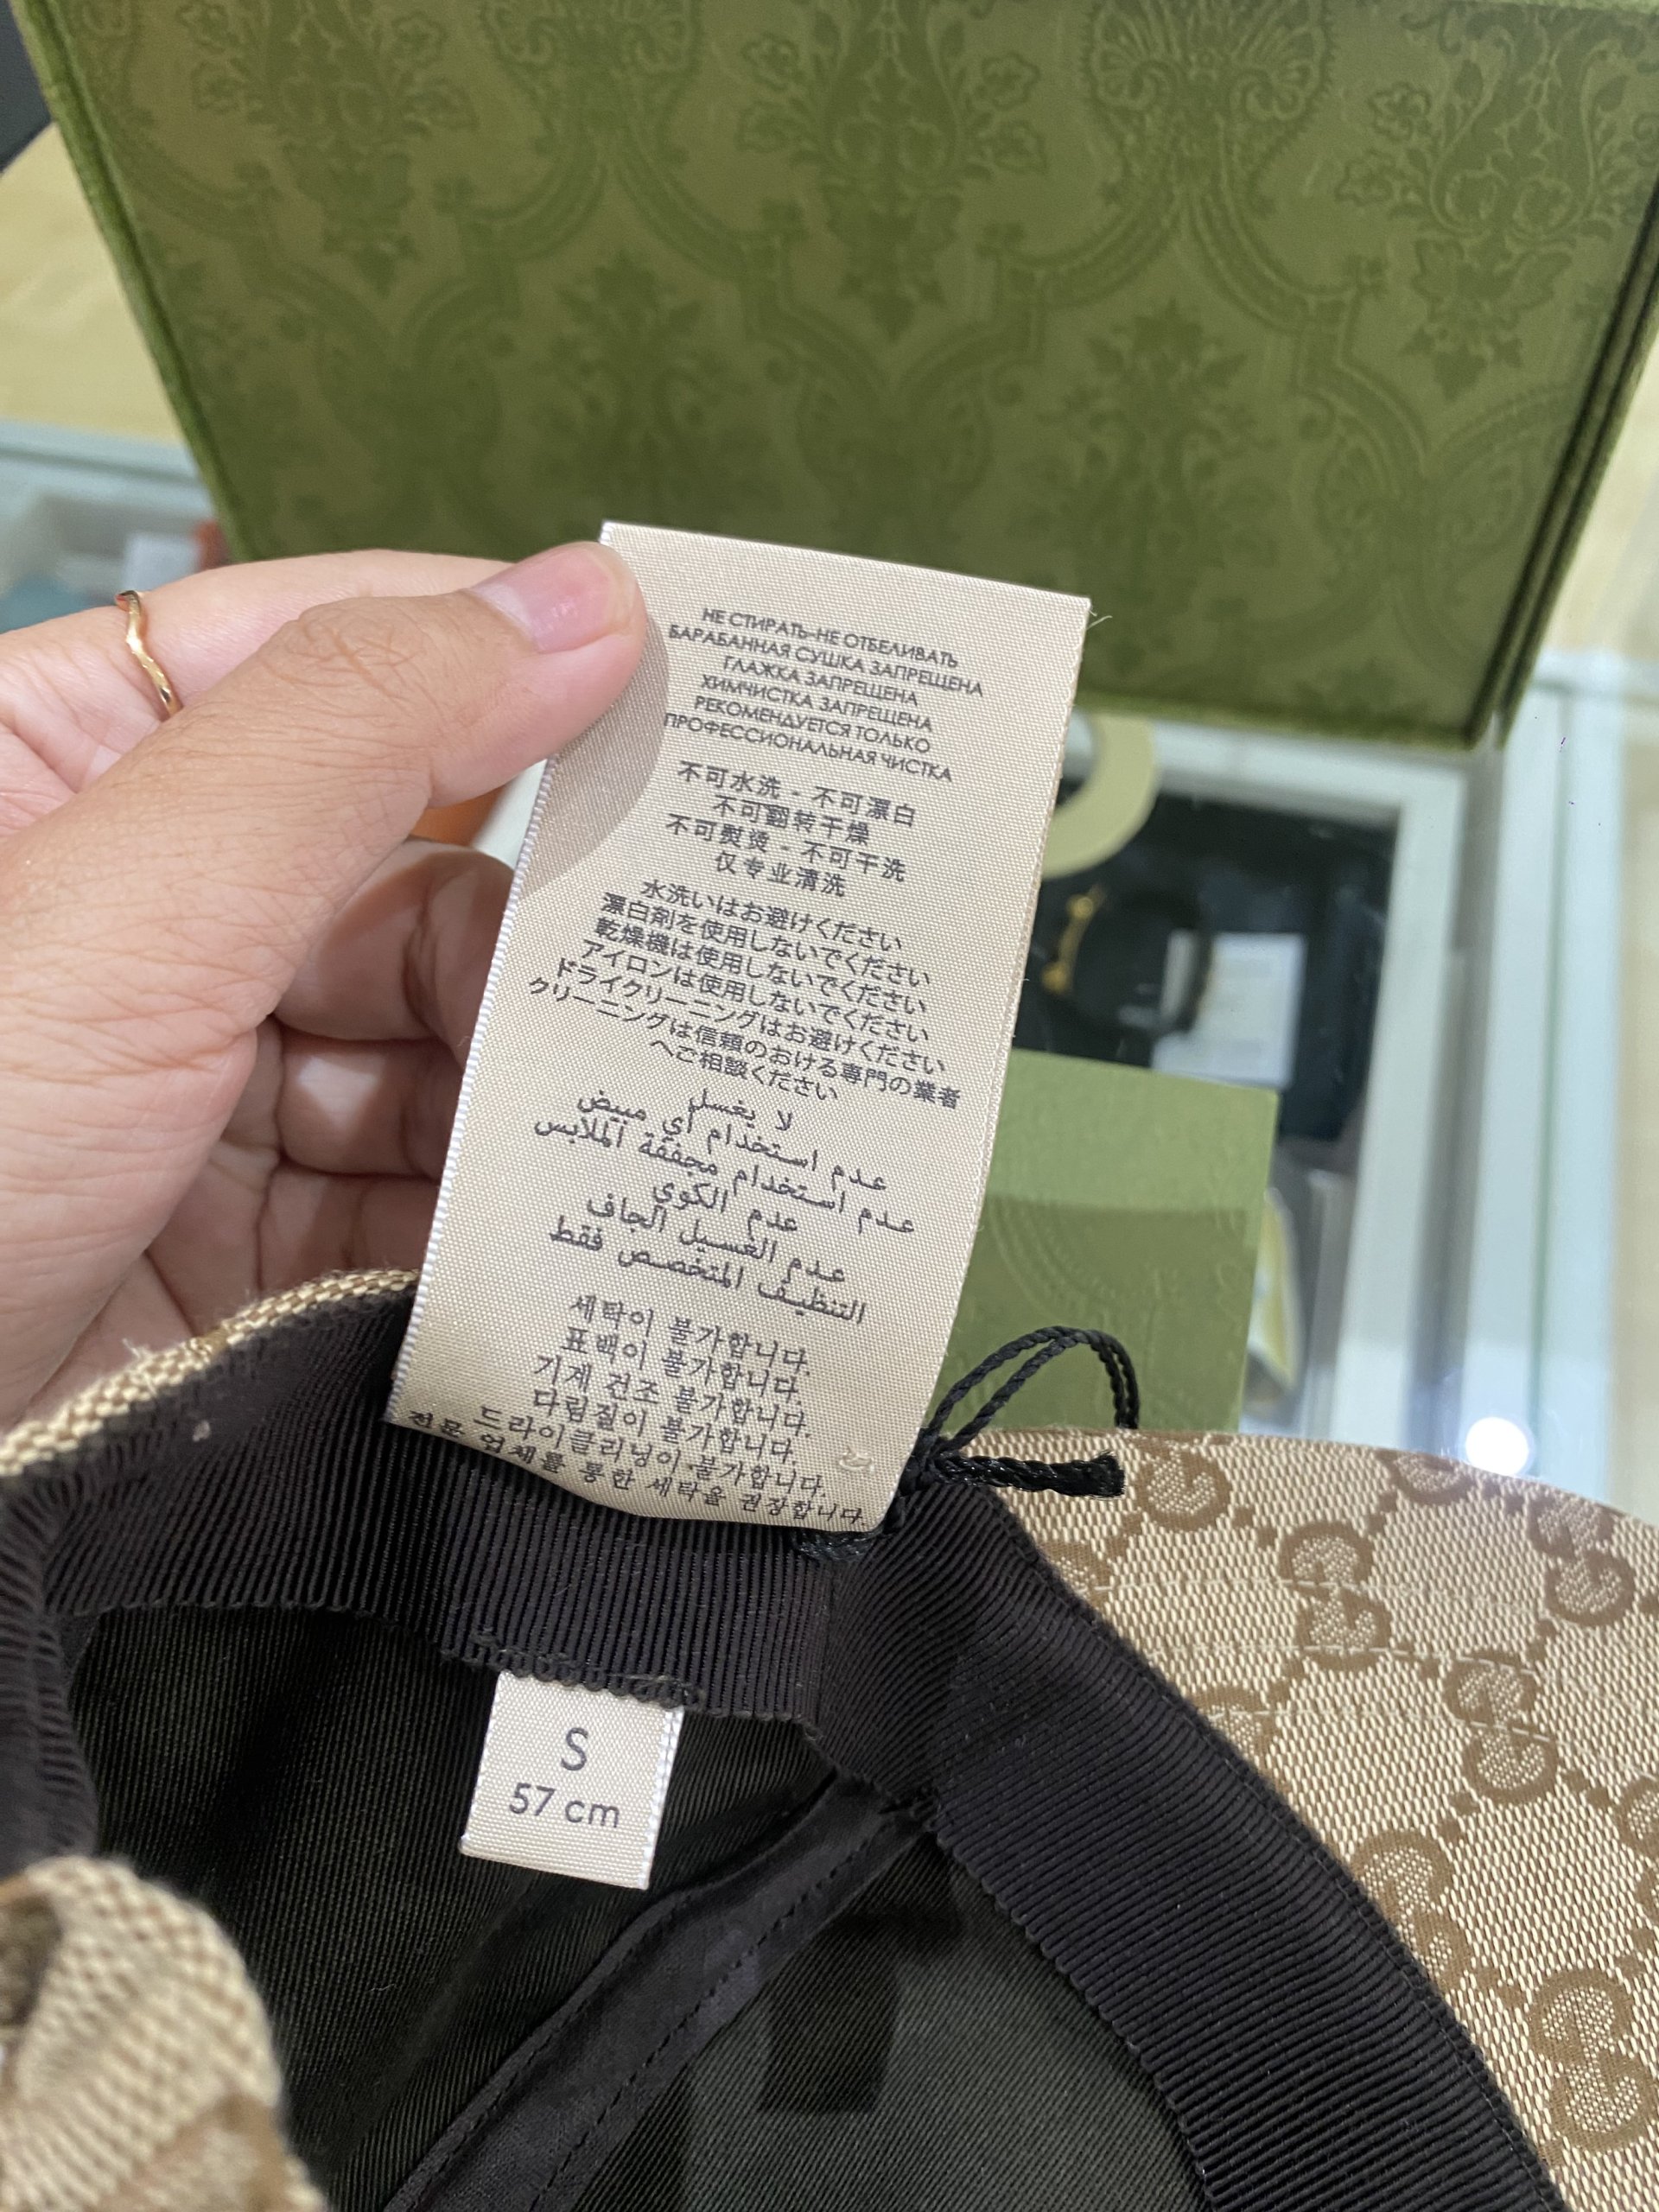 НЕ СТИРАТЬ-НЕ ОТБЕЛИВАТЬ
БАРАБАННАЯ СУШКА ЗАПРЕЩЕНА
ГЛАЖКА ЗАПРЕЩЕНА
ХИМЧИСТКА ЗАПРЕЩЕНА
РЕКОМЕНДУЕТСЯ ТОЛЬКО
ПРОФЕССИОНАЛЬНАЯ ЧИСТКА
不可水洗 - 不可漂白
不可翻转干燥
不可熨烫 - 不可干洗
仅专业清洗
水洗いはお避けください
漂白剤を使用しないでください
乾燥機は使用しないでください
アイロンは使用しないでください
ドライクリーニングはお避けください
クリーニングは信頼のおける専門の業者
へご相談ください
لا يغسل
عدم استخدام أي مبيض
عدم استخدام مجففة الملابس
عدم الكوي
عدم الغسيل الجاف
التنظيف المتخصص فقط
세탁이 불가합니다.
표백이 불가합니다.
기계 건조 불가합니다.
다림질이 불가합니다.
드라이클리닝이 불가합니다.
전문 업체를 통한 세탁을 권장합니다.
S
57 cm